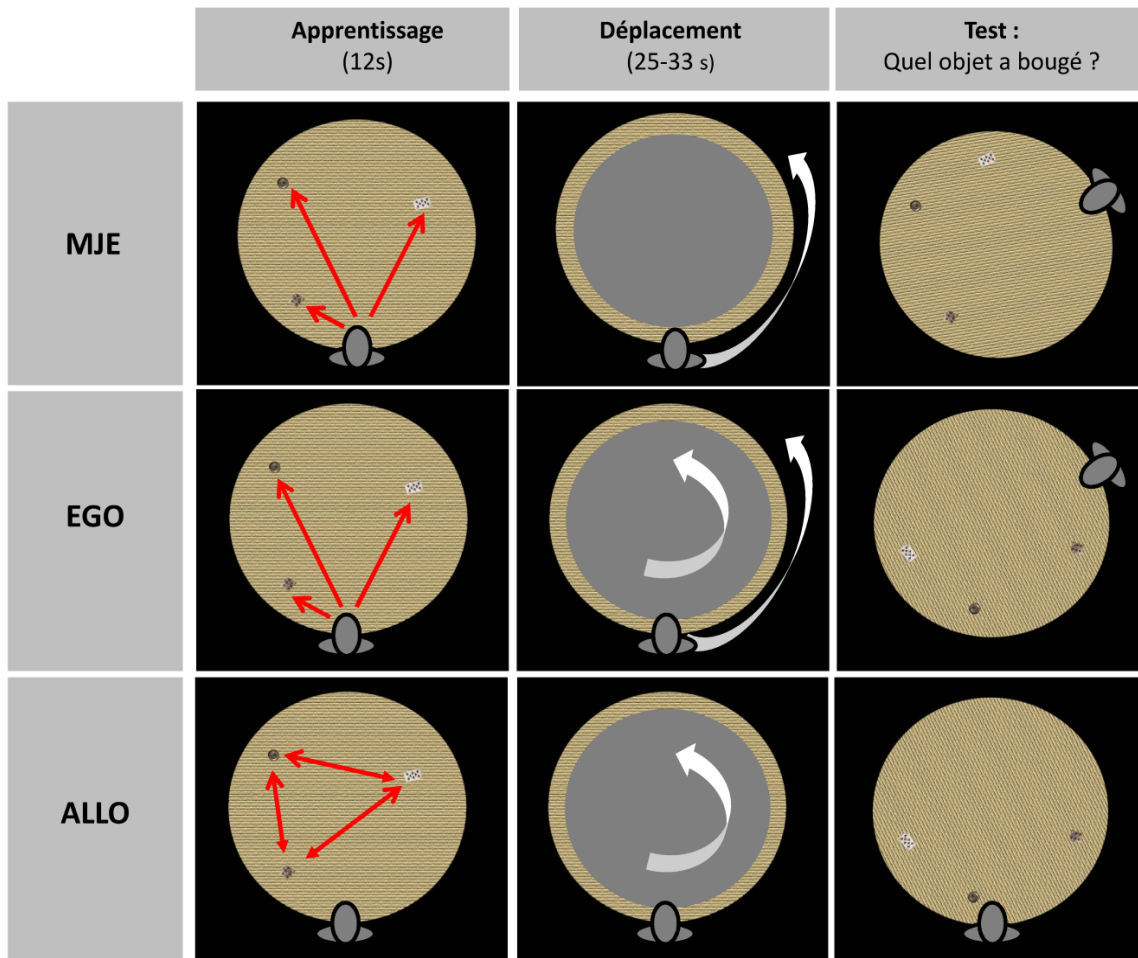 Apprentissage
(12s)
Déplacement
(25-33 s)
Test :
Quel objet a bougé ?
MJE
EGO
ALLO